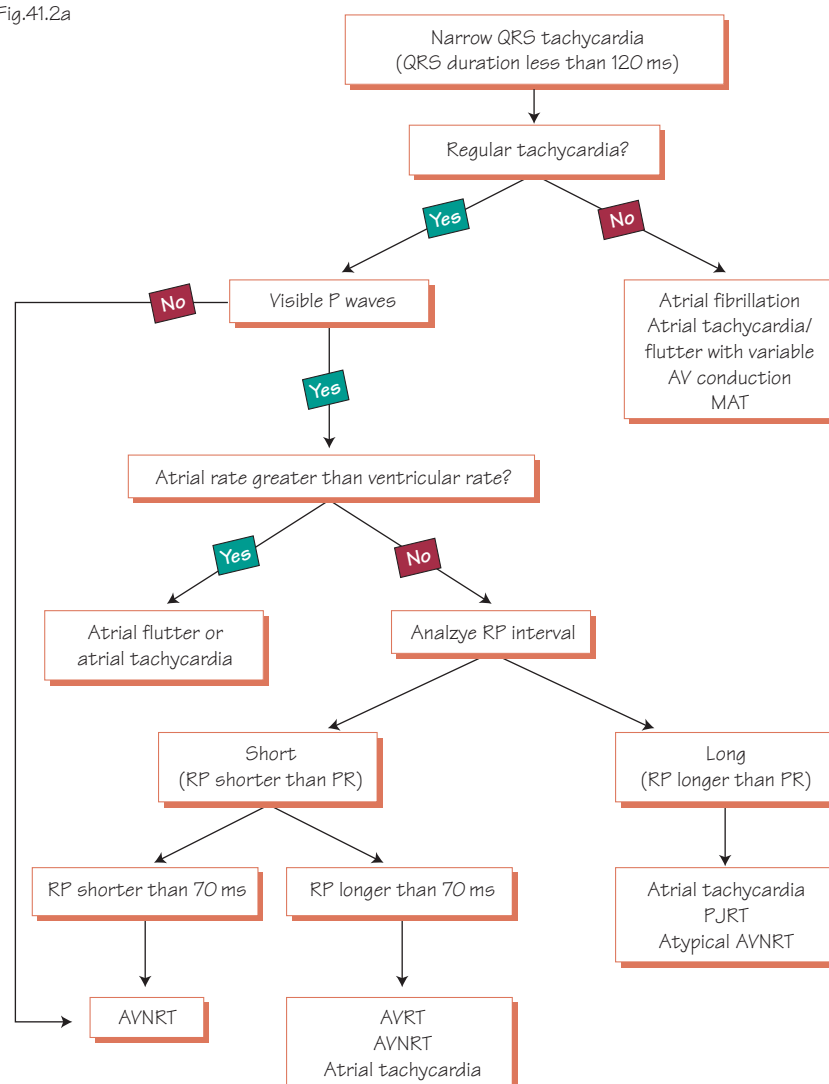 Fig.41.2a
Narrow QRS tachycardia
(QRS duration less than 120 ms)
Regular tachycardia?
Yes
No
No
Visible P waves
Atrial fibrillation
Atrial tachycardia/
flutter with variable
AV conduction
MAT
Yes
Atrial rate greater than ventricular rate?
Yes
No
Atrial flutter or
atrial tachycardia
Analzye RP interval
Short
(RP shorter than PR)
Long
(RP longer than PR)
RP shorter than 70 ms
RP longer than 70 ms
Atrial tachycardia
PJRT
Atypical AVNRT
AVNRT
AVRT
AVNRT
Atrial tachycardia